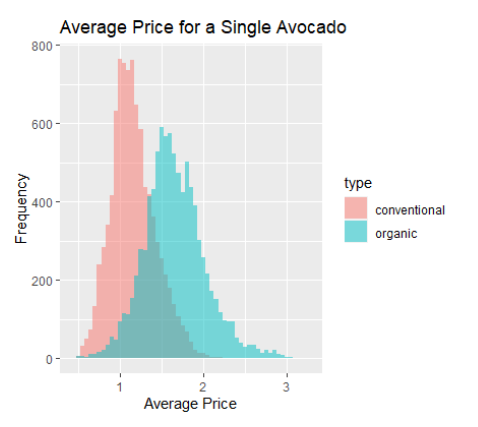 Average Price for a Single Avocado
800
600
400
200
0
Frequency
1 2 3
Average Price
type
conventional
organic